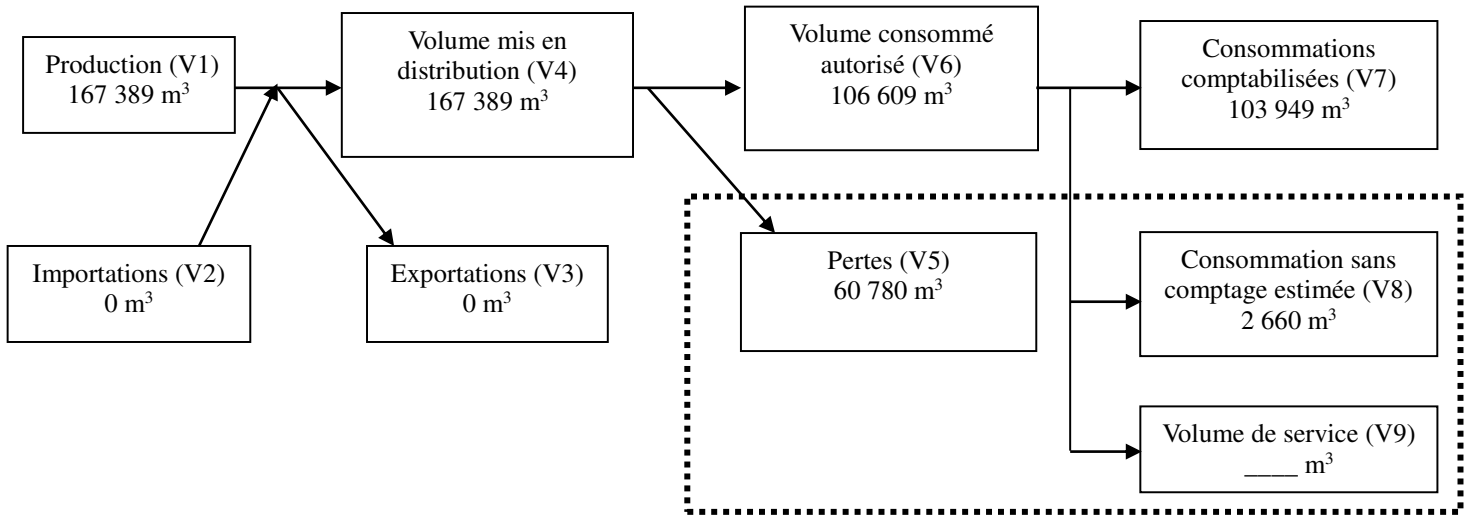 Production (V1)
167 389 m³
Volume mis en
distribution (V4)
167 389 m³
Volume consommé
autorisé (V6)
106 609 m³
Consommations
comptabilisées (V7)
103 949 m³
Importations (V2)
0 m³
Exportations (V3)
0 m³
Pertes (V5)
60 780 m³
Consommation sans
comptage estimée (V8)
2 660 m³
Volume de service (V9)
____ m³